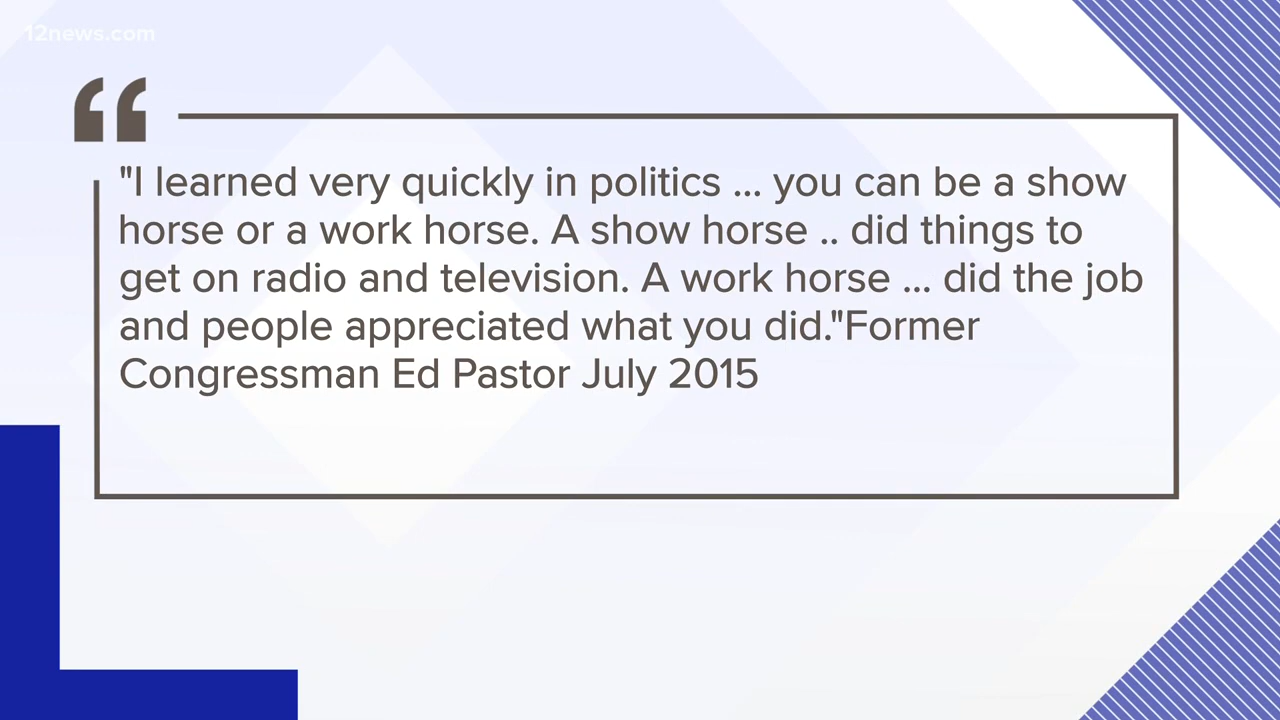 12news.com
"I learned very quickly in politics ... you can be a show
horse or a work horse. A show horse .. did things to
get on radio and television. A work horse ... did the job
and people appreciated what you did."Former
Congressman Ed Pastor July 2015